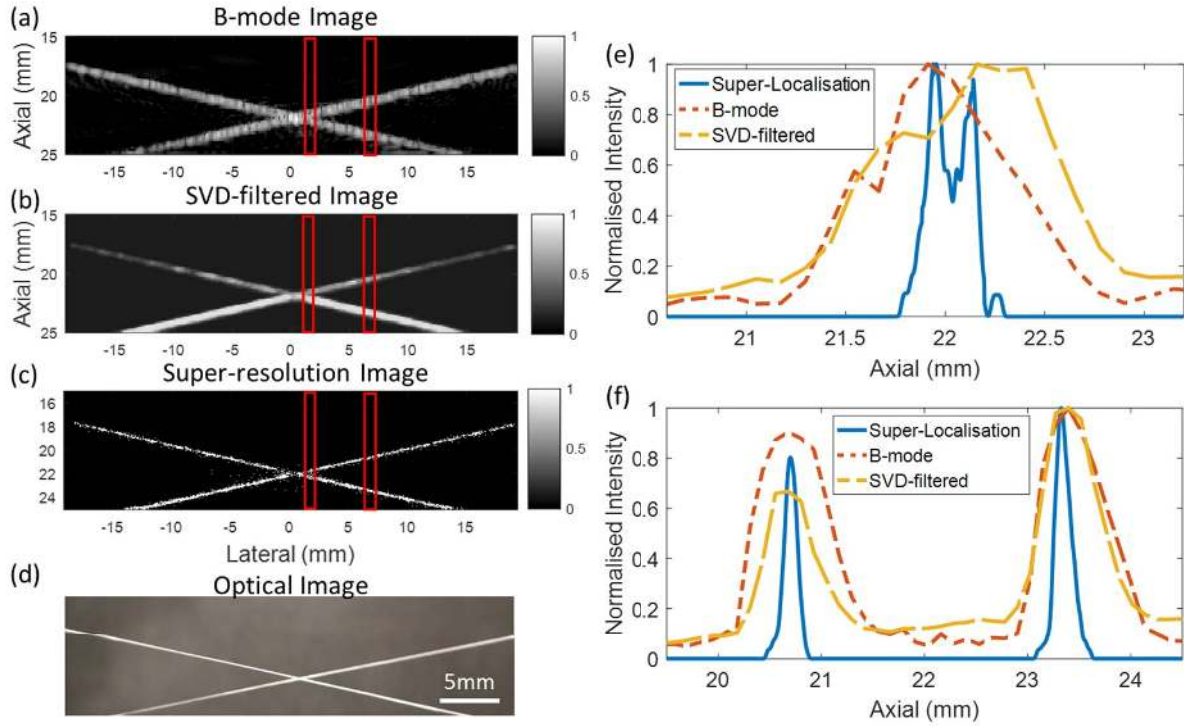 (a)
B-mode Image
15
20
25
Axial (mm)
-15 -10 -5 0 5 10 15
1
0.5
0
(b)
SVD-filtered Image
15
20
25
Axial (mm)
-15 -10 -5 0 5 10 15
1
0.5
0
(c)
Super-resolution Image
16
18
20
22
24
-15 -10 -5 0 5 10 15
Lateral (mm)
1
0.5
0
(d)
Optical Image
5mm
(e)
Normalised Intensity
1
0.8
0.6
0.4
0.2
0
Super-Localisation
B-mode
SVD-filtered
21 21.5 22 22.5 23
Axial (mm)
(f)
Normalised Intensity
1
0.8
0.6
0.4
0.2
0
Super-Localisation
B-mode
SVD-filtered
20 21 22 23 24
Axial (mm)